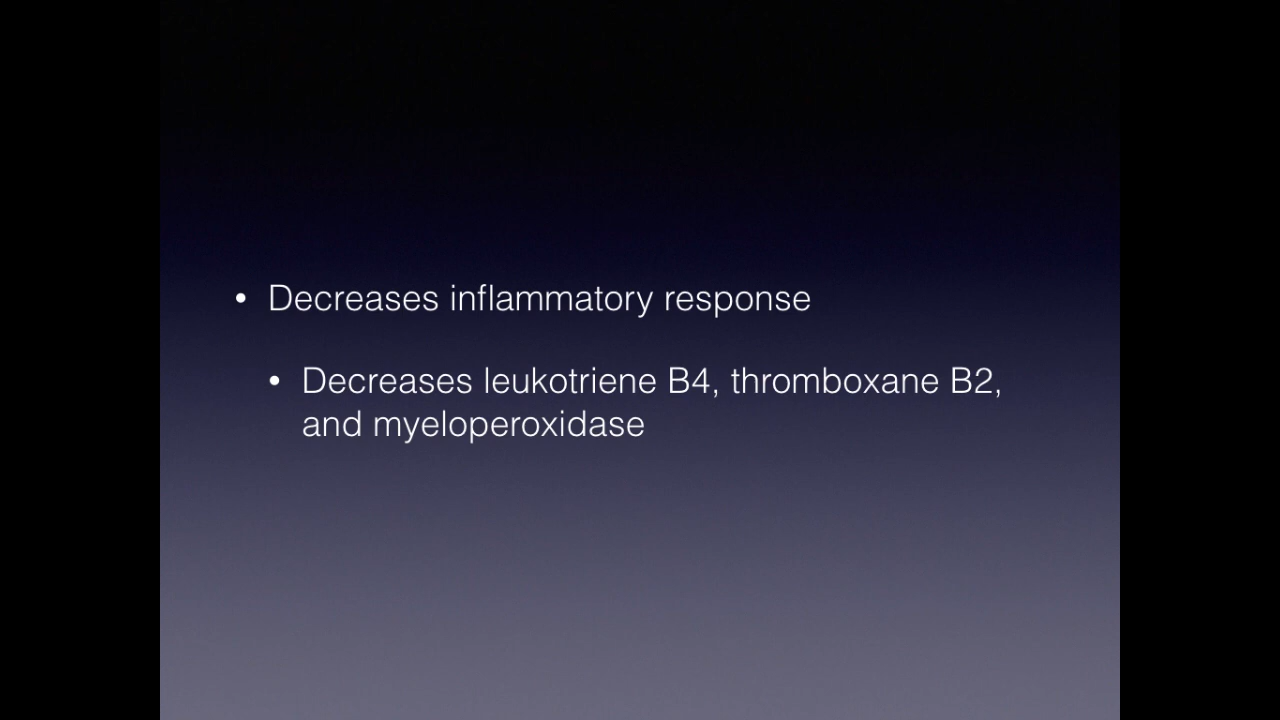 • Decreases inflammatory response
• Decreases leukotriene B4, thromboxane B2,
and myeloperoxidase